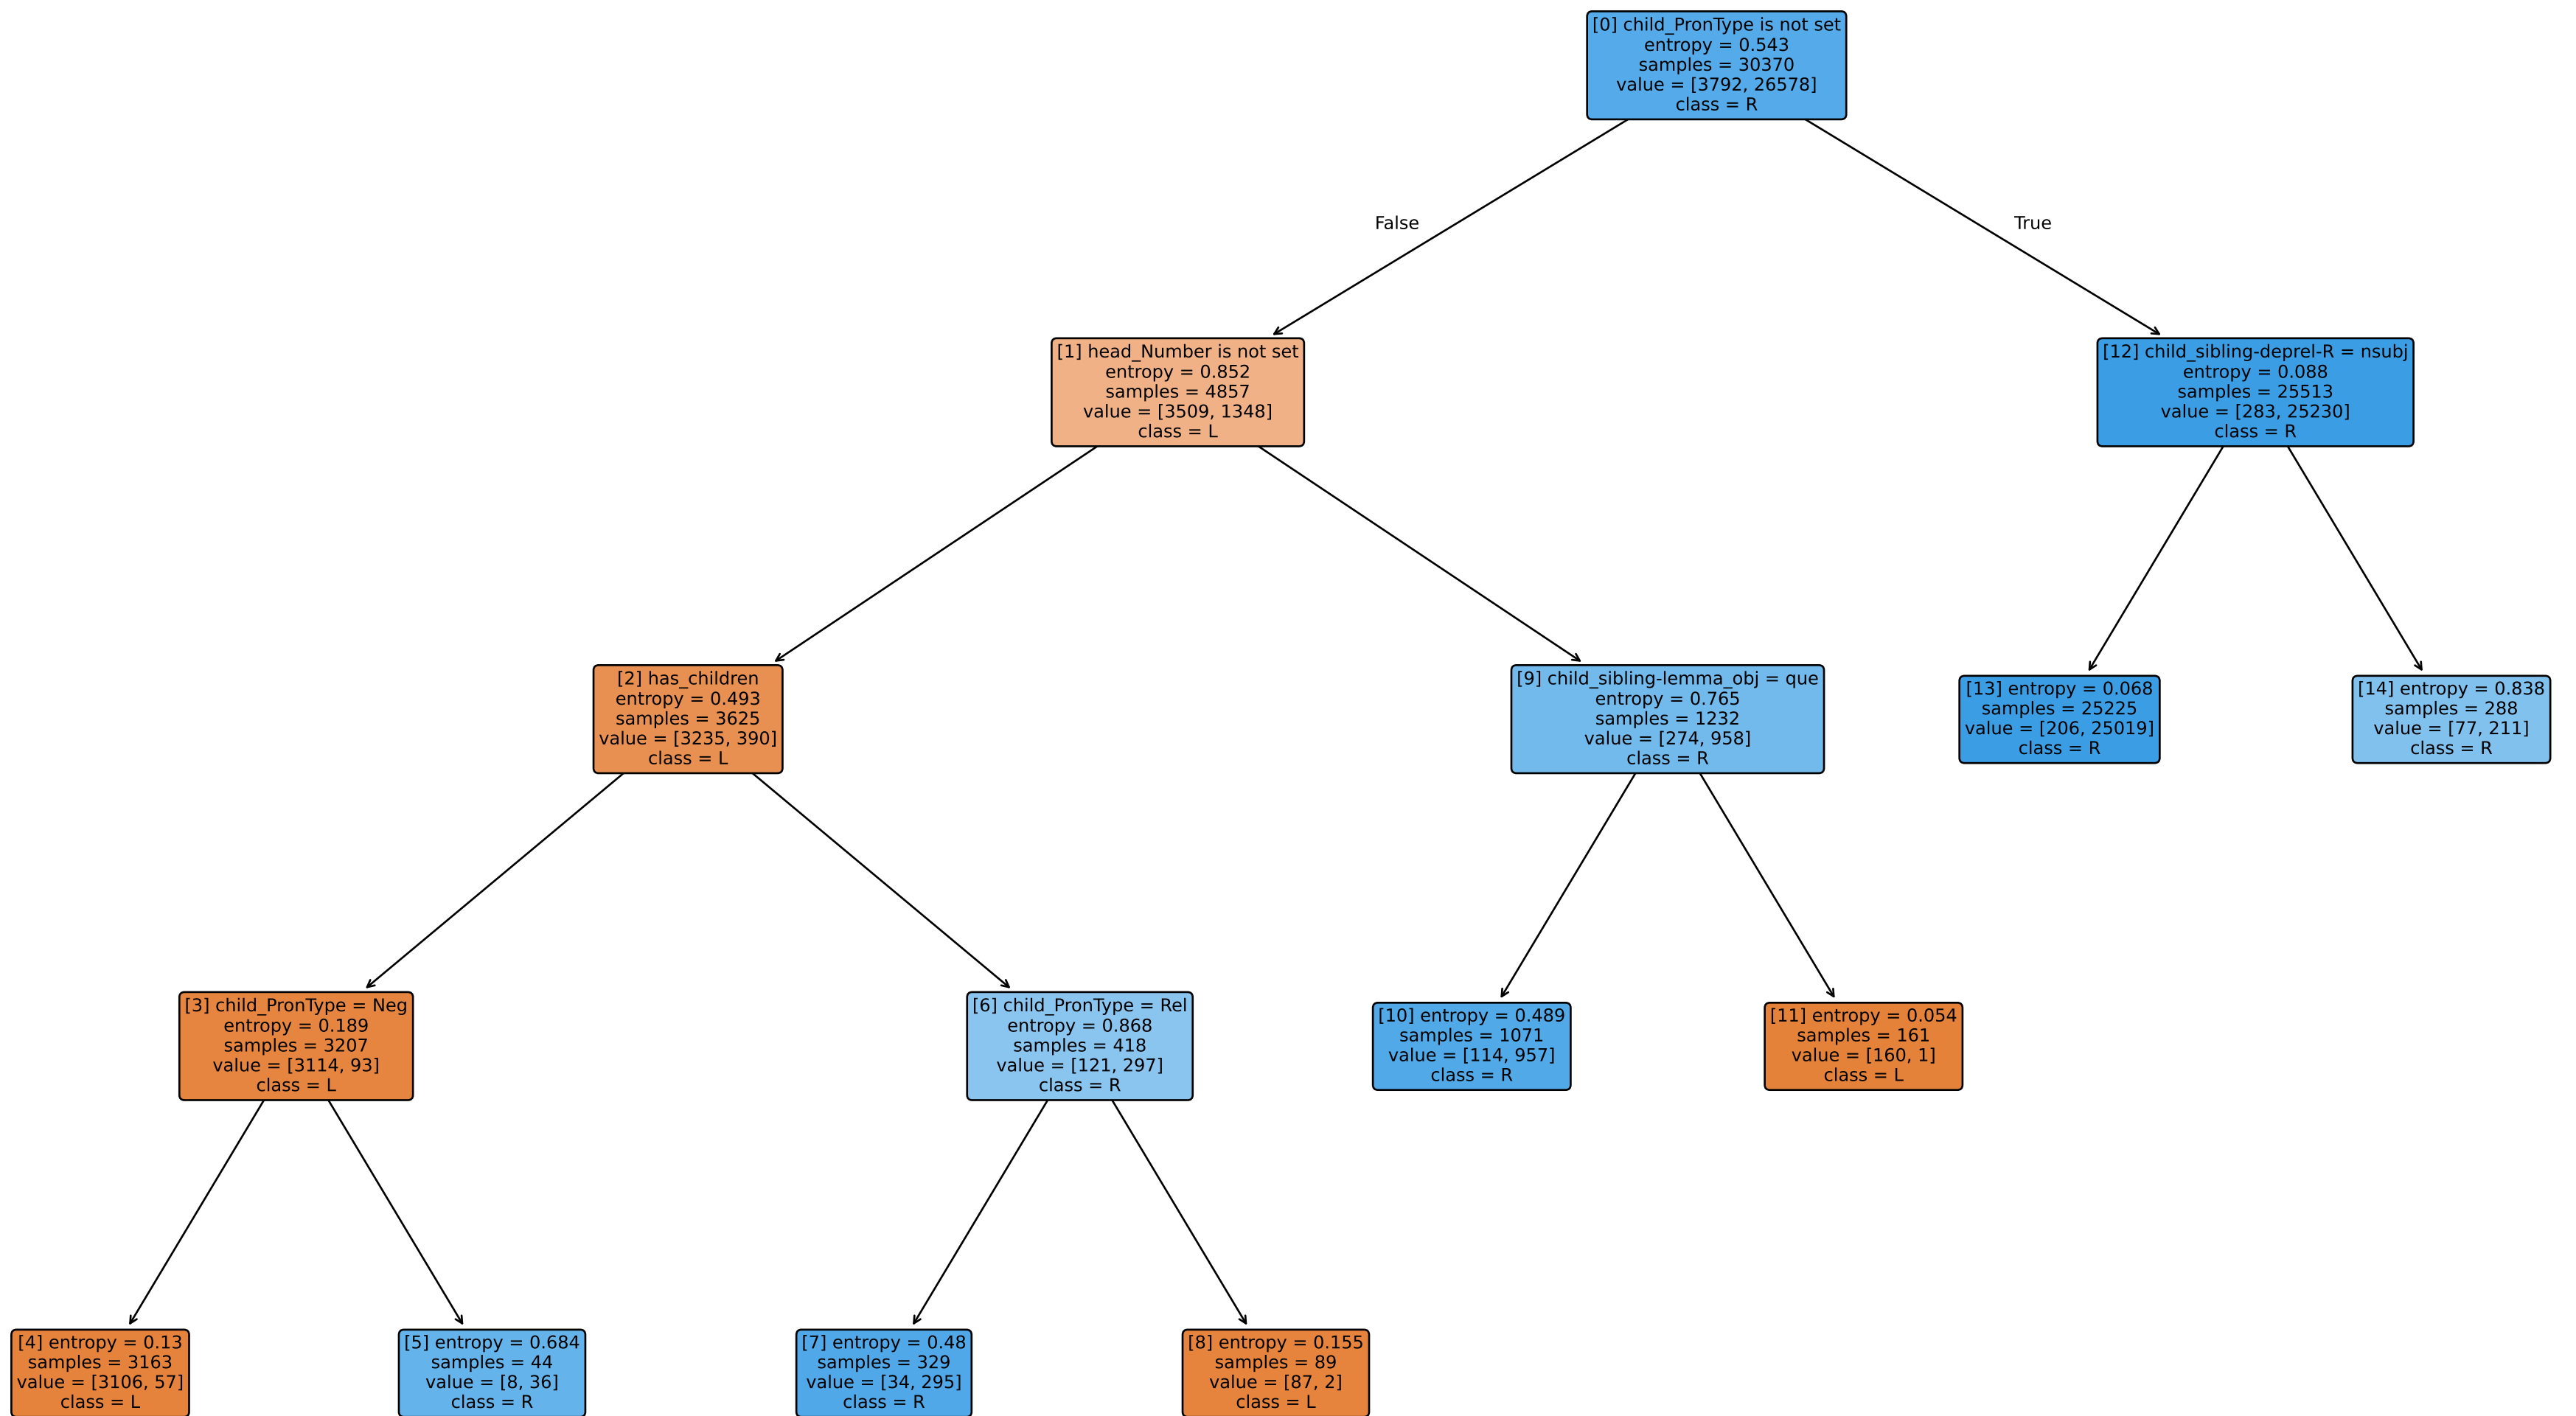 [0] child_PronType is not set
entropy = 0.543
samples = 30370
value = [3792, 26578]
class = R
False
True
[1] head_Number is not set
entropy = 0.852
samples = 4857
value = [3509, 1348]
class = L
[12] child_sibling-deprel-R = nsubj
entropy = 0.088
samples = 25513
value = [283, 25230]
class = R
[2] has_children
entropy = 0.493
samples = 3625
value = [3235, 390]
class = L
[9] child_sibling-lemma_obj = que
entropy = 0.765
samples = 1232
value = [274, 958]
class = R
[13] entropy = 0.068
samples = 25225
value = [206, 25019]
class = R
[14] entropy = 0.838
samples = 288
value = [77, 211]
class = R
[3] child_PronType = Neg
entropy = 0.189
samples = 3207
value = [3114, 93]
class = L
[6] child_PronType = Rel
entropy = 0.868
samples = 418
value = [121, 297]
class = R
[10] entropy = 0.489
samples = 1071
value = [114, 957]
class = R
[11] entropy = 0.054
samples = 161
value = [160, 1]
class = L
[4] entropy = 0.13
samples = 3163
value = [3106, 57]
class = L
[5] entropy = 0.684
samples = 44
value = [8, 36]
class = R
[7] entropy = 0.48
samples = 329
value = [34, 295]
class = R
[8] entropy = 0.155
samples = 89
value = [87, 2]
class = L